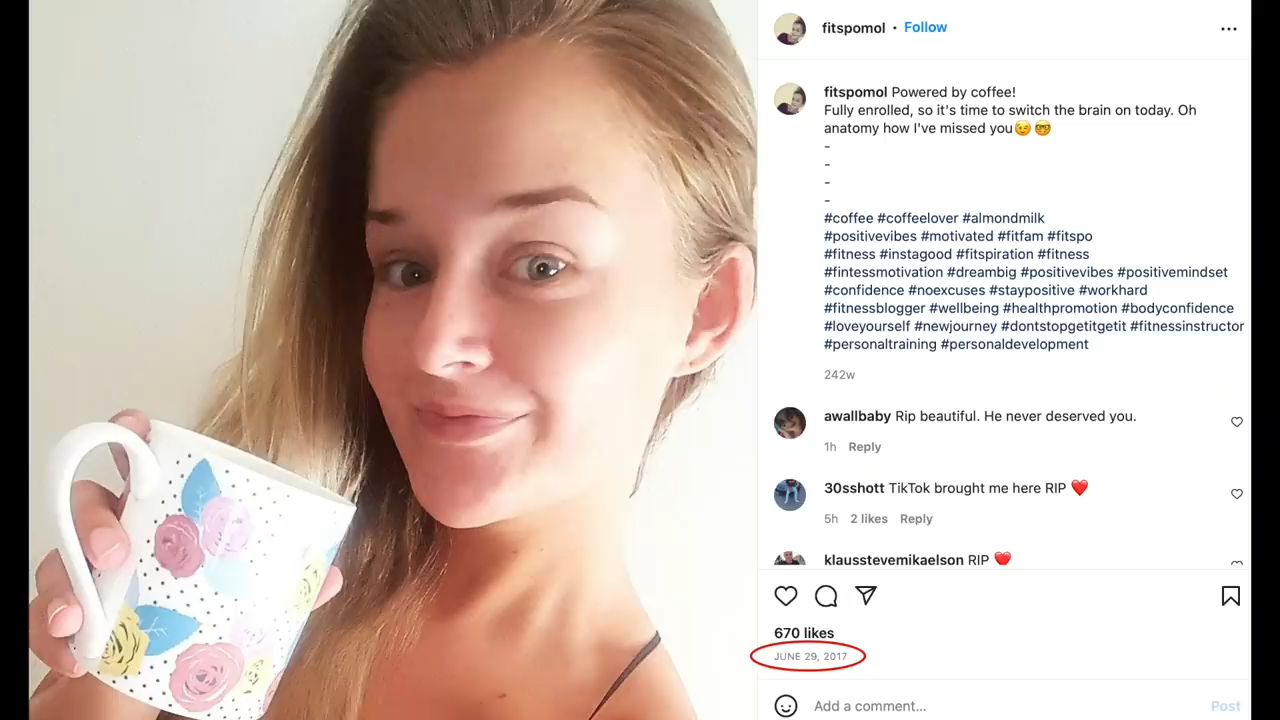 fitspomol • Follow
fitspomol Powered by coffee!
Fully enrolled, so it's time to switch the brain on today. Oh
anatomy how I've missed you😉 🤓
-
-
-
-
#coffee #coffeelover #almondmilk
#positivevibes #motivated #fitfam #fitspo
#fitness #instagood #fitspiration #fitness
#fintessmotivation #dreambig #positivevibes #positivemindset
#confidence #noexcuses #staypositive #workhard
#fitnessblogger #wellbeing #healthpromotion #bodyconfidence
#loveyourself #newjourney #dontstopgetitgetit #fitnessinstructor
#personaltraining #personaldevelopment
242w
awallbaby Rip beautiful. He never deserved you.
1h Reply
30sshott TikTok brought me here RIP ❤️
5h 2 likes Reply
klausstevemikaelson RIP ❤️
670 likes
JUNE 29, 2017
Add a comment... Post